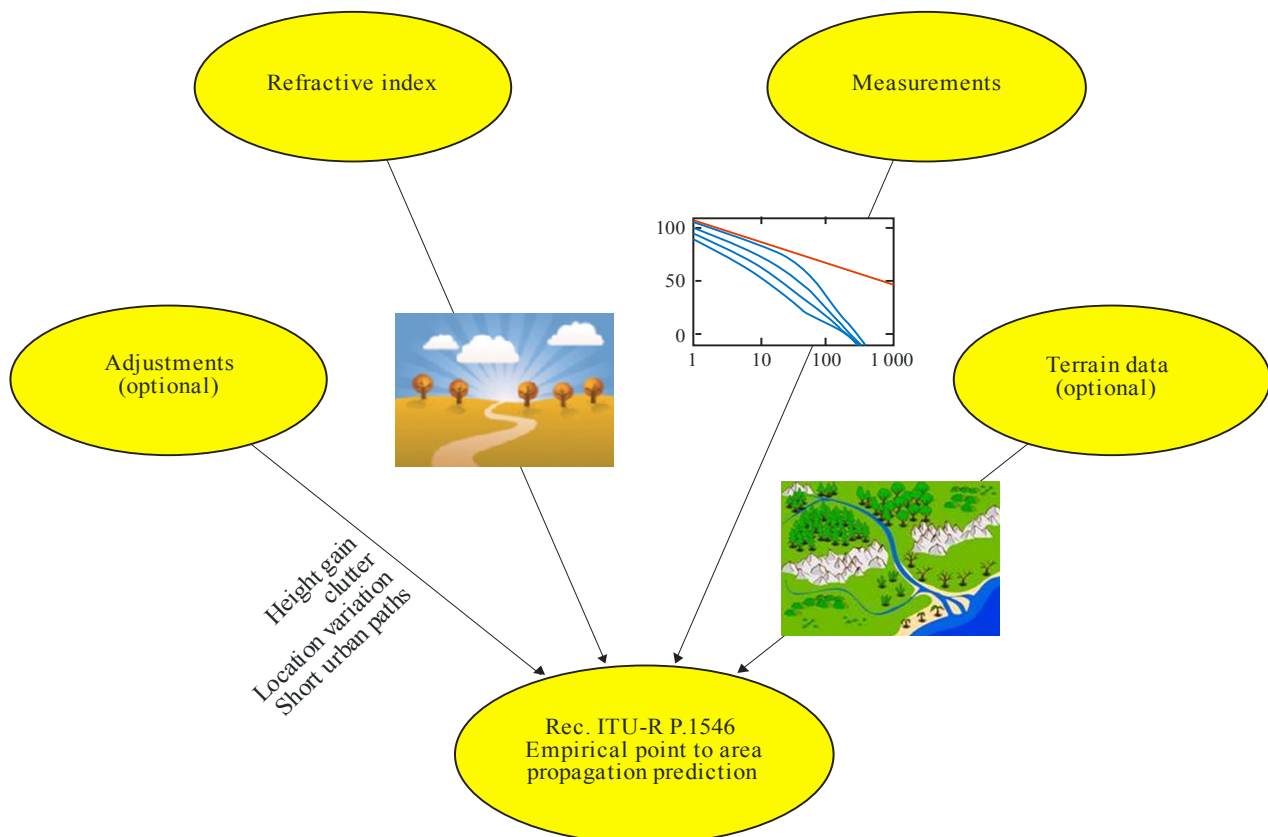 Refractive index
Measurements
100
50
0
1
10
100
1 000
Adjustments
(optional)
Terrain data
(optional)
Height gain
clutter
Location variation
Short urban paths
Rec. ITU-R P.1546
Empirical point to area
propagation prediction